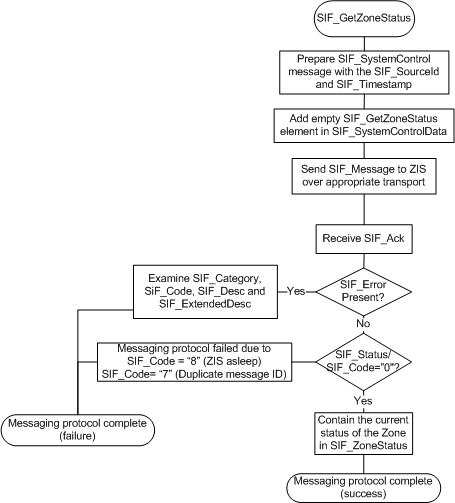 SIF_GetZoneStatus
Prepare SIF_SystemControl
message with the SIF_SourceId
and SIF_Timestamp
Add empty SIF_GetZoneStatus
element in SIF_SystemControlData
Send SIF_Message to ZIS
over appropriate transport
Receive SIF_Ack
SIF_Error
Present?
Yes
Examine SIF_Category,
SiF_Code, SIF_Desc and
SIF_ExtendedDesc
No
SIF_Status/
SIF_Code="0"?
Messaging protocol failed due to
SIF_Code = “8” (ZIS asleep)
SIF_Code= “7” (Duplicate message ID)
Yes
Messaging protocol complete
(failure)
Contain the current
status of the Zone
in SIF_ZoneStatus
Messaging protocol complete
(success)